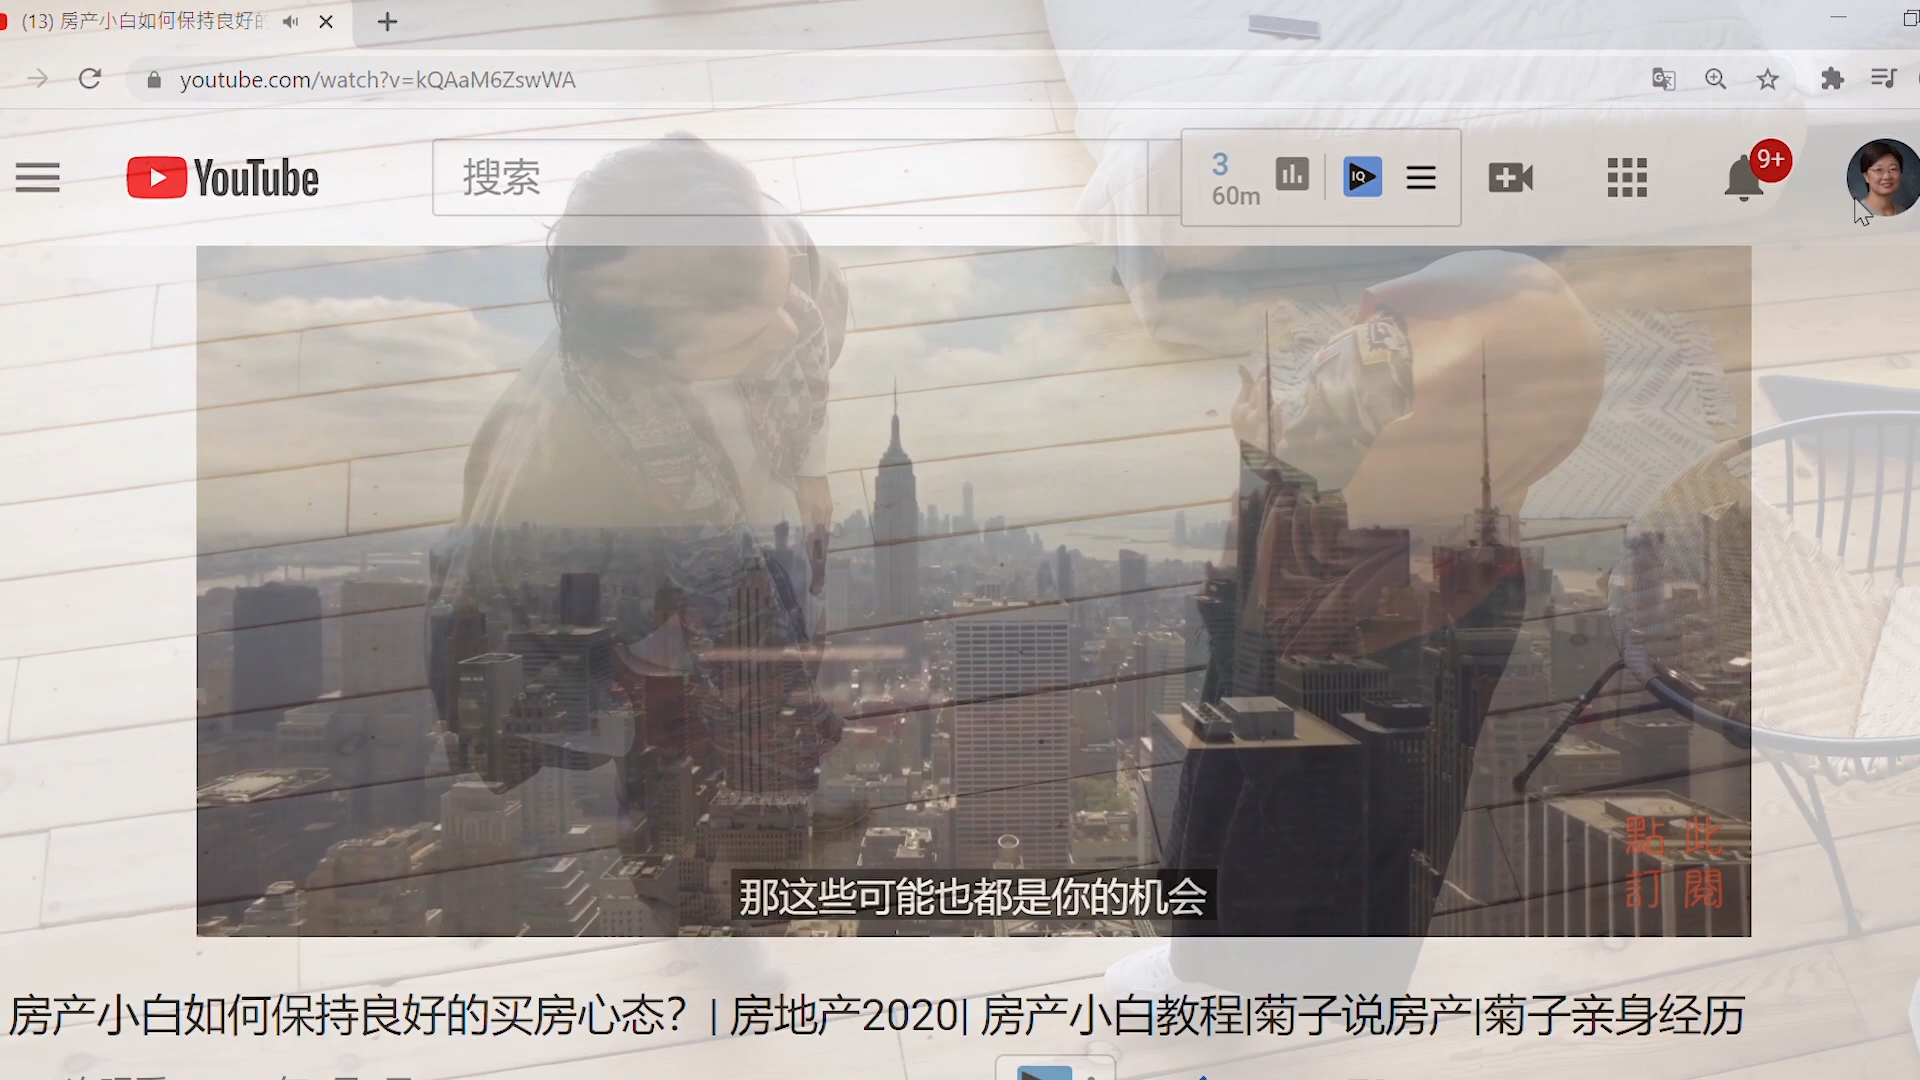 (13) 房产小白如何保持良好的
youtube.com/watch?v=kQAaM6ZswWA
YouTube
搜索
3
60m
IQ
9+
點此
訂閱
那这些可能也都是你的机会
房产小白如何保持良好的买房心态？| 房地产2020| 房产小白教程|菊子说房产|菊子亲身经历